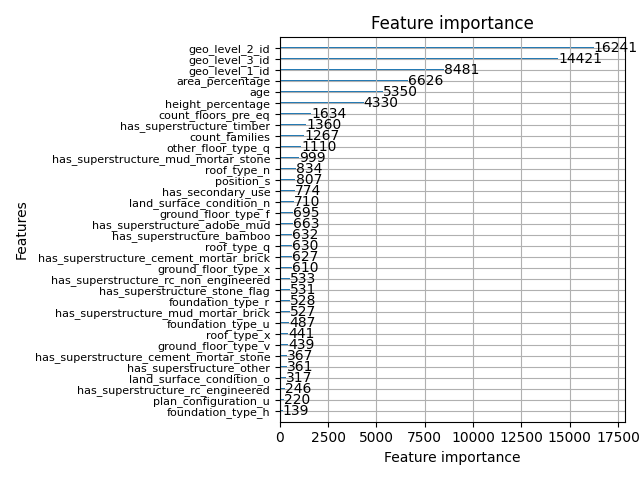 Feature importance
geo_level_2_id 16241
geo_level_3_id 14421
geo_level_1_id 8481
area_percentage 6626
age 5350
height_percentage 4330
count_floors_pre_eq 1634
has_superstructure_timber 1360
count_families 1267
other_floor_type_q 1110
has_superstructure_mud_mortar_stone 999
roof_type_n 834
position_s 807
has_secondary_use 774
land_surface_condition_n 710
ground_floor_type_f 695
has_superstructure_adobe_mud 663
has_superstructure_bamboo 632
roof_type_q 630
has_superstructure_cement_mortar_brick 627
ground_floor_type_x 610
has_superstructure_rc_non_engineered 533
has_superstructure_stone_flag 531
foundation_type_r 528
has_superstructure_mud_mortar_brick 527
foundation_type_u 487
roof_type_x 441
ground_floor_type_v 439
has_superstructure_cement_mortar_stone 367
has_superstructure_other 361
land_surface_condition_o 317
has_superstructure_rc_engineered 246
plan_configuration_u 220
foundation_type_h 139
Features
0 2500 5000 7500 10000 12500 15000 17500
Feature importance